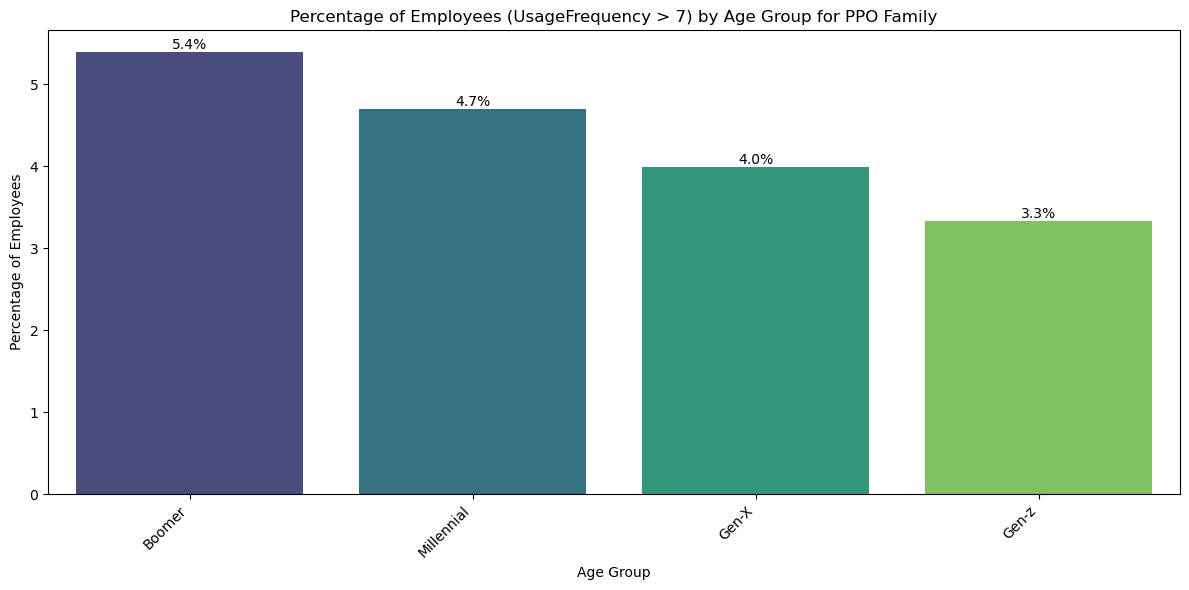 Percentage of Employees (UsageFrequency > 7) by Age Group for PPO Family
Percentage of Employees
5
4
3
2
1
0
5.4%
4.7%
4.0%
3.3%
Boomer
Millennial
Gen-X
Gen-z
Age Group